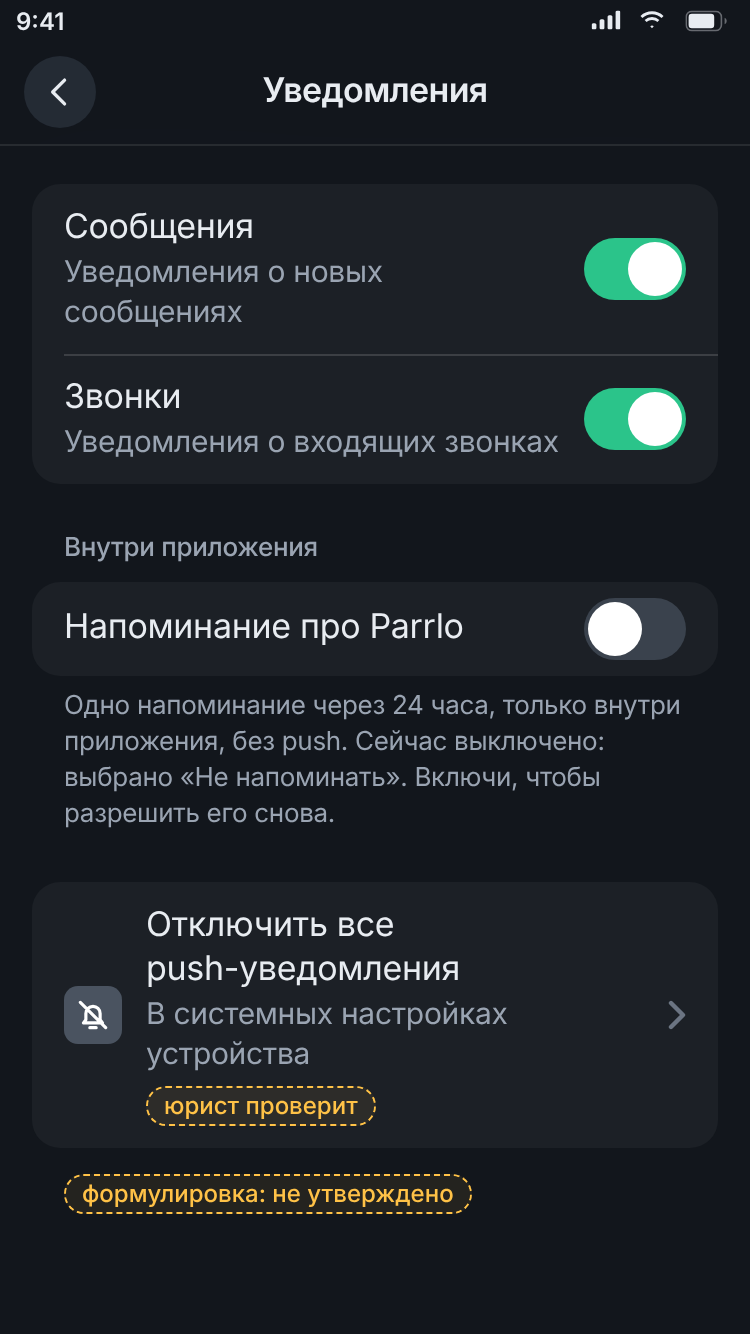 9:41
Уведомления
Сообщения
Уведомления о новых
сообщениях
Звонки
Уведомления о входящих звонках
Внутри приложения
Напоминание про Parrlo
Одно напоминание через 24 часа, только внутри
приложения, без push. Сейчас выключено:
выбрано «Не напоминать». Включи, чтобы
разрешить его снова.
Отключить все
push-уведомления
В системных настройках
устройства
юрист проверит
формулировка: не утверждено